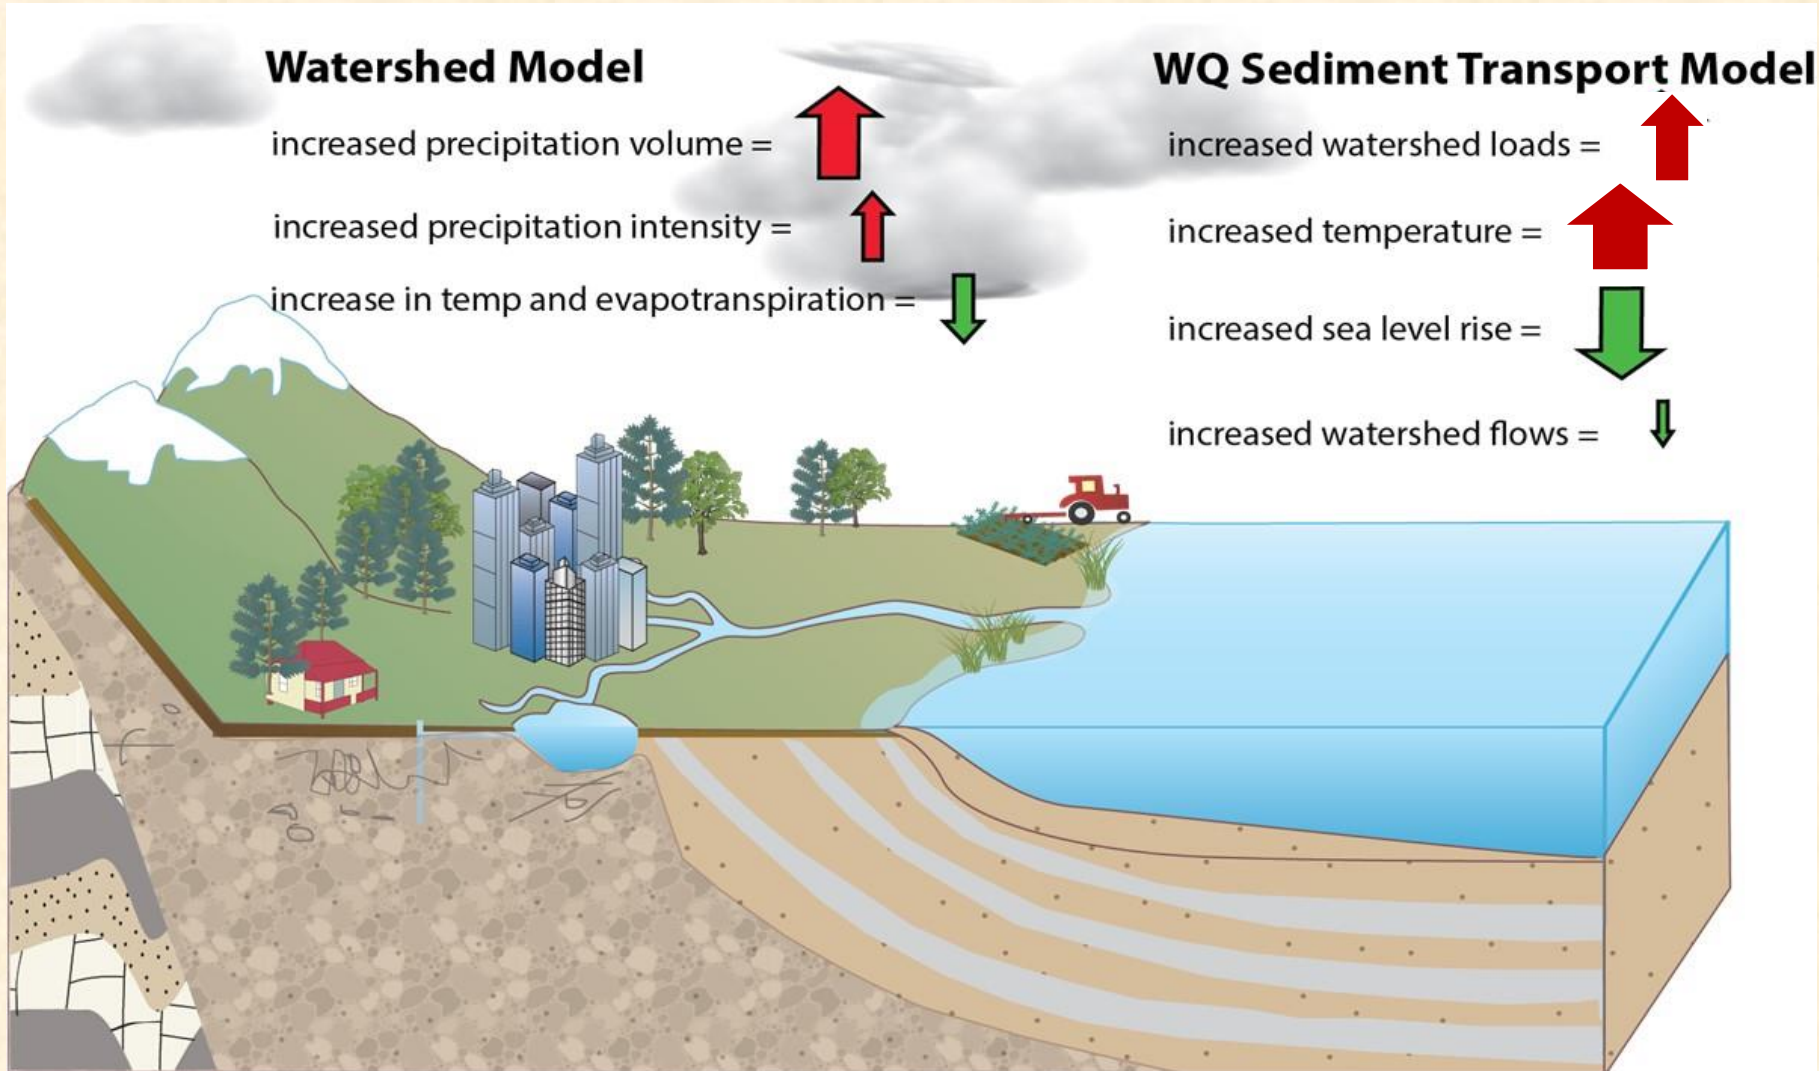 Watershed Model
increased precipitation volume =
increased precipitation intensity =
increase in temp and evapotranspiration =
WQ Sediment Transport Model
increased watershed loads =
increased temperature =
increased sea level rise =
increased watershed flows =